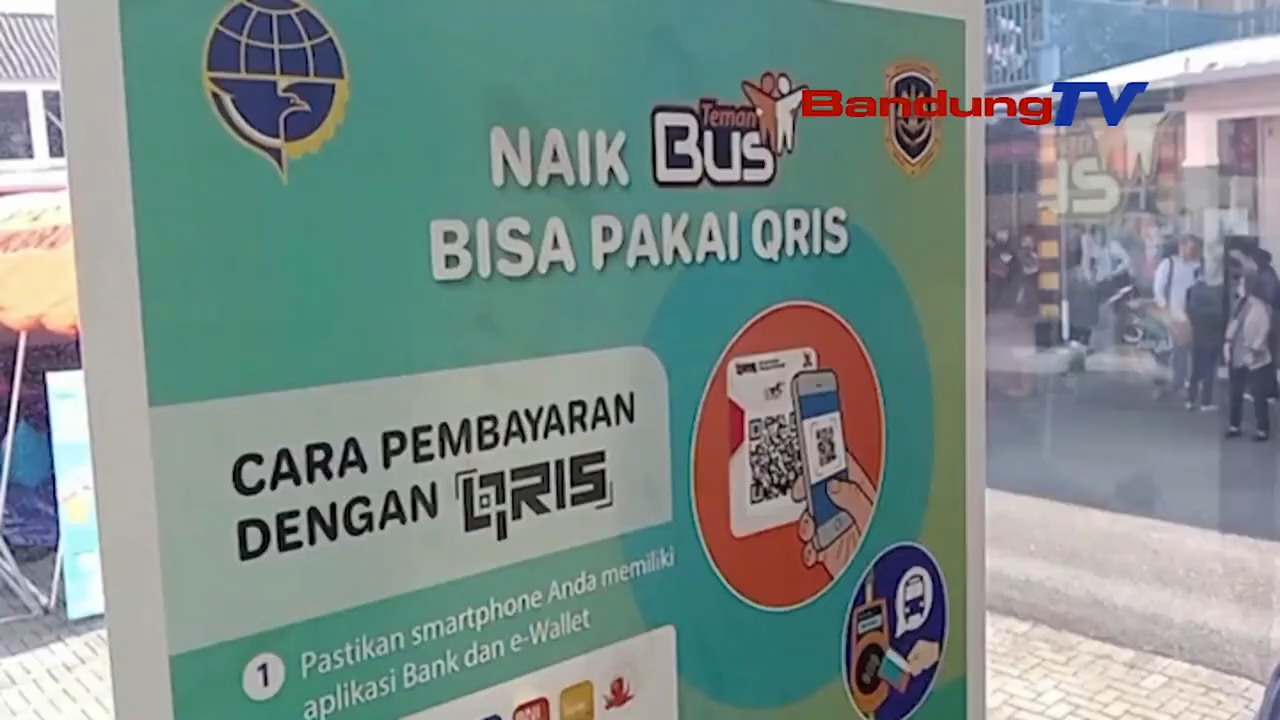 BandungTV
NAIK Teman Bus
BISA PAKAI QRIS
CARA PEMBAYARAN
DENGAN QRIS
1 Pastikan smartphone Anda memiliki
aplikasi Bank dan e-Wallet